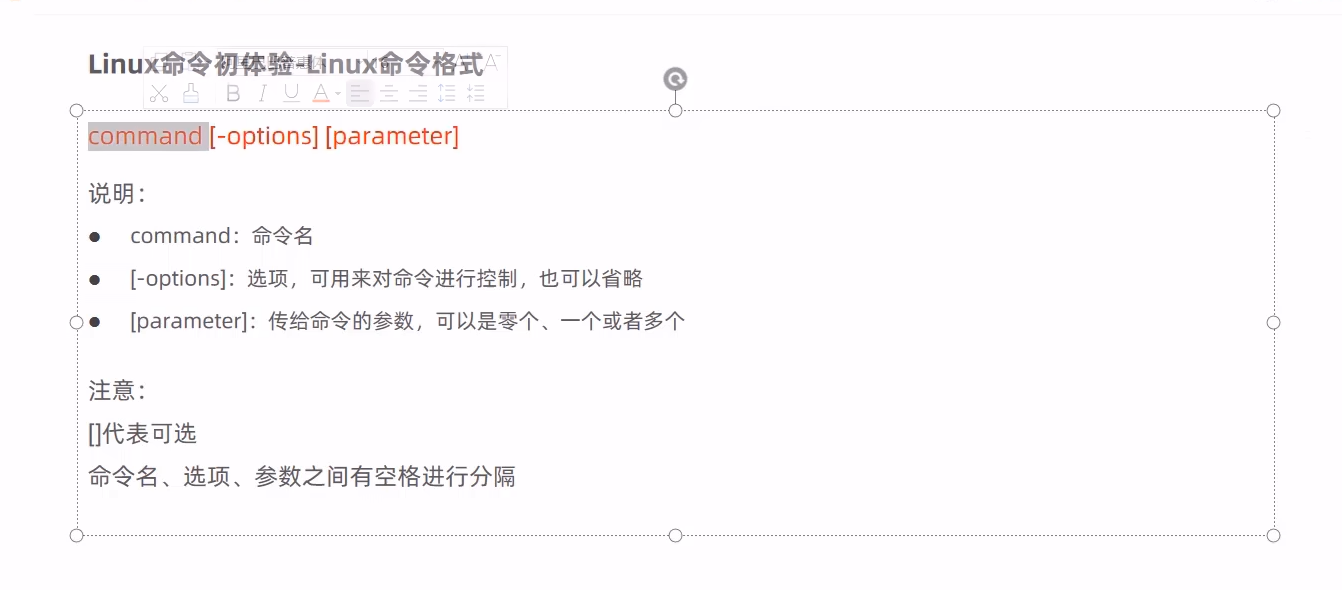 Linux命令初体验-Linux命令格式
command [-options] [parameter]
说明：
● command：命令名
● [-options]：选项，可用来对命令进行控制，也可以省略
● [parameter]：传给命令的参数，可以是零个、一个或者多个
注意：
[]代表可选
命令名、选项、参数之间有空格进行分隔